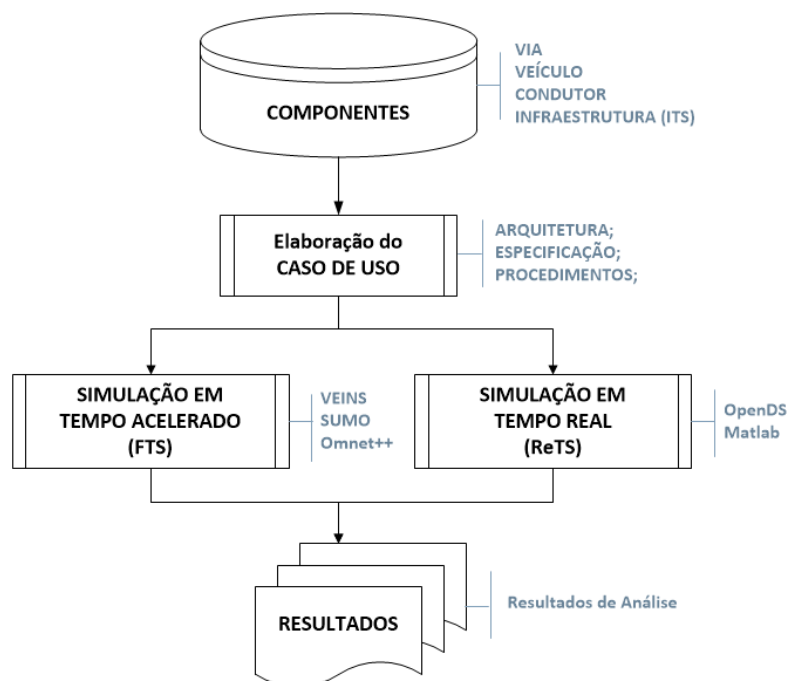 COMPONENTES
VIA
VEÍCULO
CONDUTOR
INFRAESTRUTURA (ITS)
Elaboração do
CASO DE USO
ARQUITETURA;
ESPECIFICAÇÃO;
PROCEDIMENTOS;
SIMULAÇÃO EM
TEMPO ACELERADO
(FTS)
VEINS
SUMO
Omnet++
SIMULAÇÃO EM
TEMPO REAL
(ReTS)
OpenDS
Matlab
RESULTADOS
Resultados de Análise